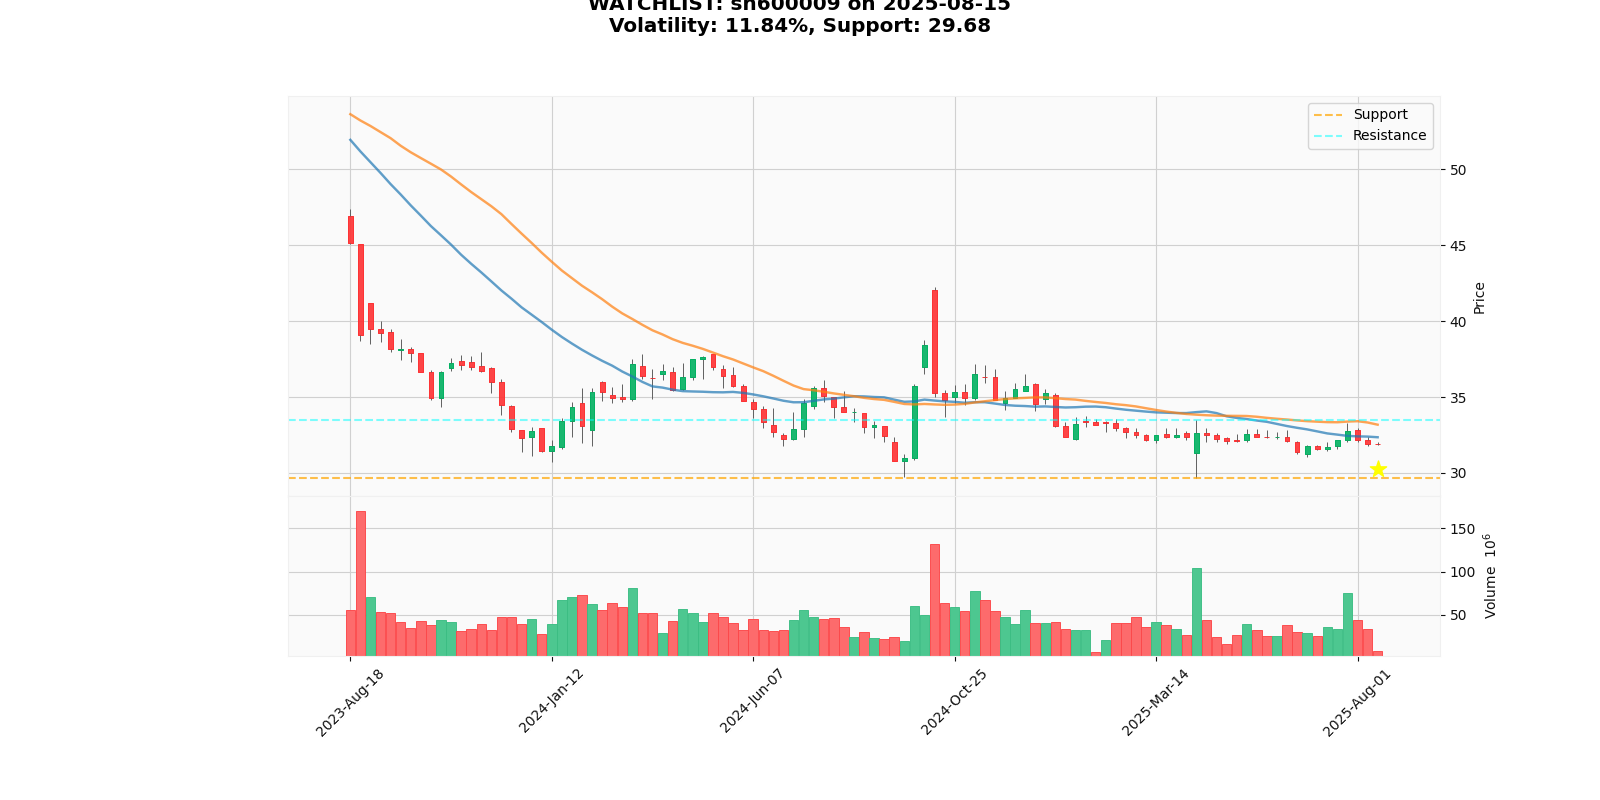 WATCHLIST: sh600009 on 2025-08-15
Volatility: 11.84%, Support: 29.68
Support
Resistance
50
45
40
35
30
Price
150
100
50
Volume 10⁶
2023-Aug-18
2024-Jan-12
2024-Jun-07
2024-Oct-25
2025-Mar-14
2025-Aug-01